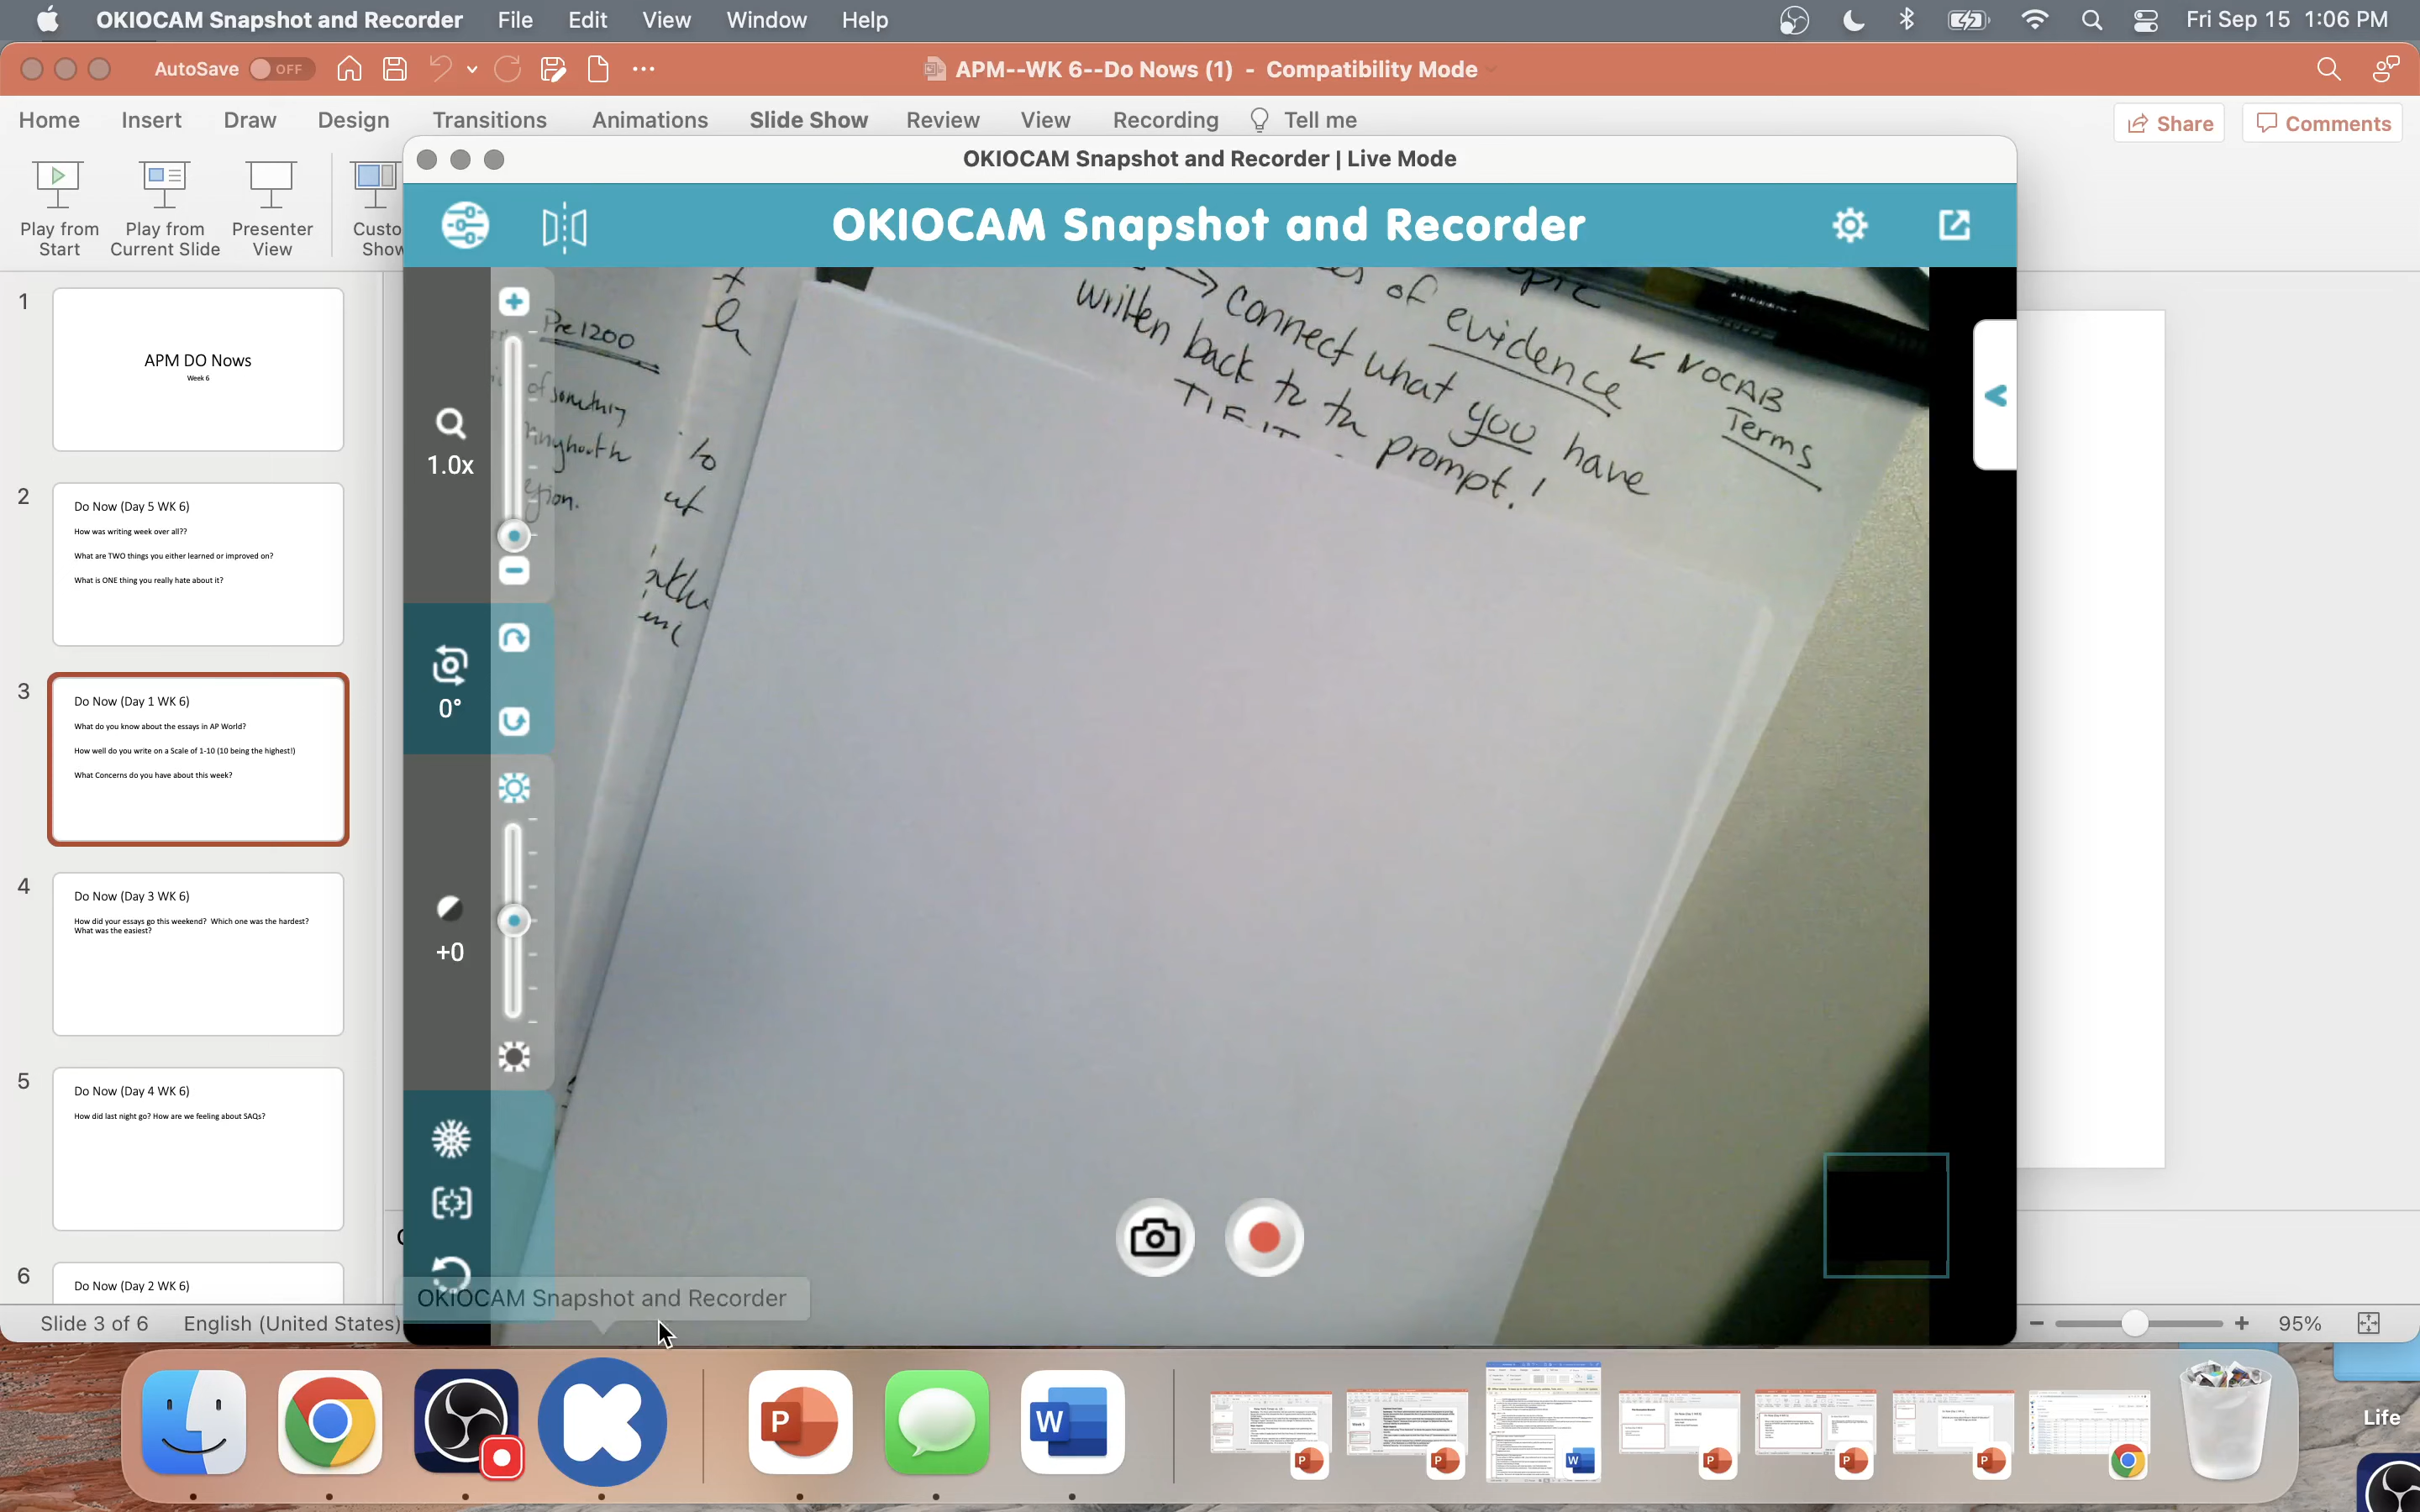 OKIOCAM Snapshot and Recorder File Edit View Window Help Fri Sep 15 1:06 PM
AutoSave OFF APM--WK 6--Do Nows (1) - Compatibility Mode
Home Insert Draw Design Transitions Animations Slide Show Review View Recording Tell me Share Comments
Play from Start
Play from Current Slide
Presenter View
Custo
Show
OKIOCAM Snapshot and Recorder | Live Mode
OKIOCAM Snapshot and Recorder
1
APM DO Nows
Week 6
2
Do Now (Day 5 WK 6)
How was writing week over all??
What are TWO things you either learned or improved on?
What is ONE thing you really hate about it?
3
Do Now (Day 1 WK 6)
What do you know about the essays in AP World?
How well do you write on a Scale of 1-10 (10 being the highest!)
What Concerns do you have about this week?
4
Do Now (Day 3 WK 6)
How did your essays go this weekend? Which one was the hardest?
What was the easiest?
5
Do Now (Day 4 WK 6)
How did last night go? How are we feeling about SAQs?
6
Do Now (Day 2 WK 6)
1.0x
0°
+0
Pre 1200
of something
of evidence ← VOCAB
Terms
→ connect what you have
written back to the prompt!
OKIOCAM Snapshot and Recorder
Slide 3 of 6 English (United States)
95%
Life